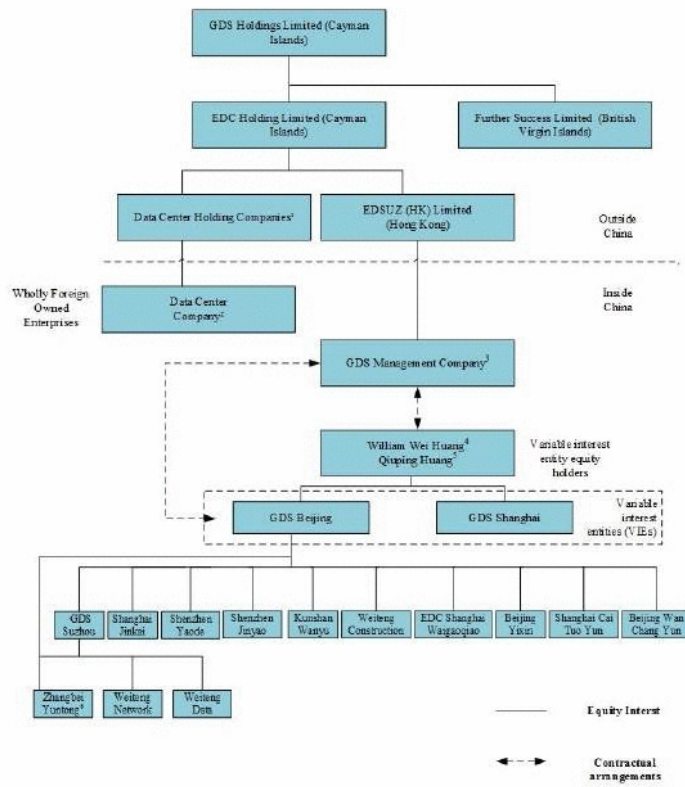 GDS Holdings Limited (Cayman
Islands)
EDC Holding Limited (Cayman
Islands)
Further Success Limited (British
Virgin Islands)
Data Center Holding Companies¹
EDSUZ (HK) Limited
(Hong Kong)
Outside
China
Wholly Foreign
Owned
Enterprises
Data Center
Company²
Inside
China
GDS Management Company³
William Wei Huang⁴
Qiuping Huang⁵
Variable interest
entity equity
holders
GDS Beijing
GDS Shanghai
Variable
interest
entities (VIEs)
GDS
Suzhou
Shanghai
Jinkai
Shenzhen
Yaode
Shenzhen
Jinyao
Kunshan
Wanyu
Weiteng
Construction
EDC Shanghai
Waigaoqiao
Beijing
Yixin
Shanghai Cai
Tuo Yun
Beijing Wan
Chang Yun
Zhangbei
Yuntong⁶
Weiteng
Network
Weiteng
Data
Equity Interst
Contractual
arrangements